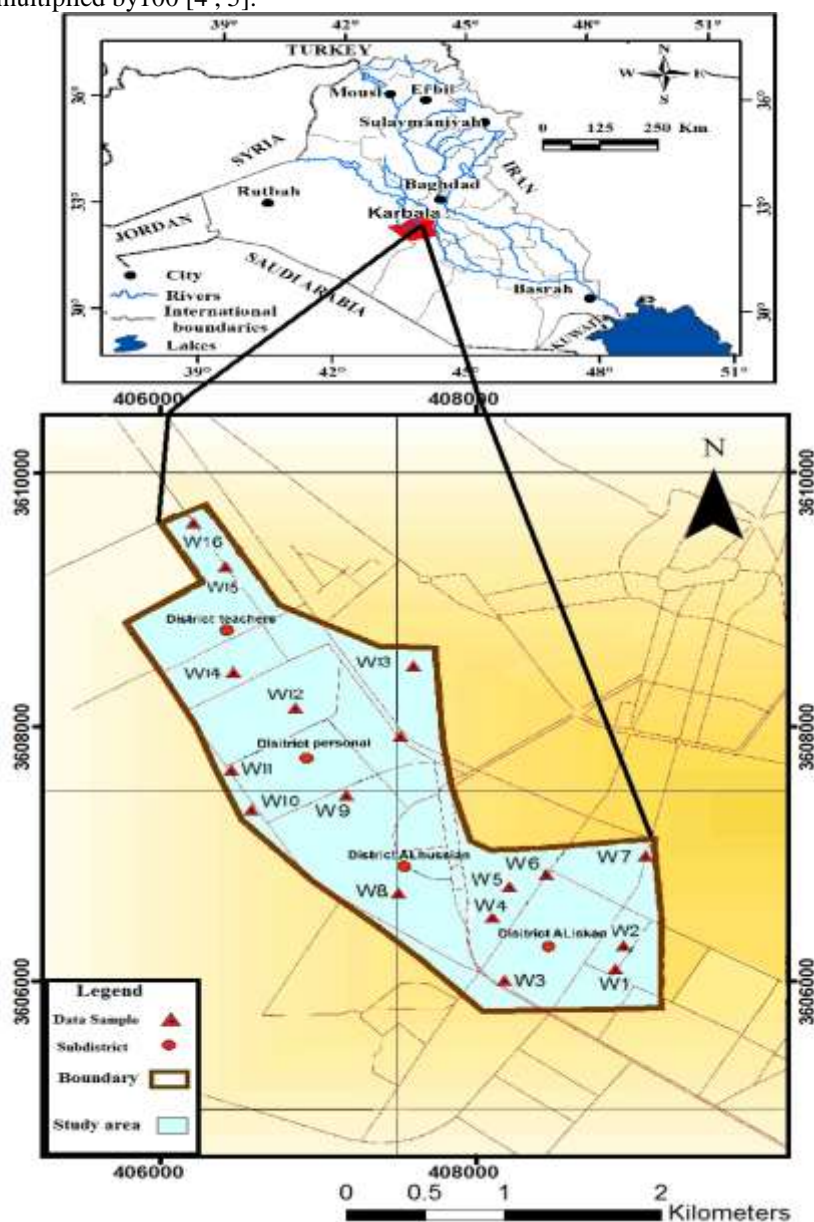 multiplied by100 [4 , 5].
39° 42° 45° 48° 51°
TURKEY
N
W E
S
36° 36°
Mousl Erbil
Sulaymaniyah
0 125 250 Km
SYRIA
IRAN
Baghdad
33° 33°
Rutbah
Karbala
JORDAN
SAUDI ARABIA
City
Rivers
Basrah
International
boundaries
30° 30°
KUWAIT
Lakes
39° 42° 45° 48° 51°
406000 408000
N
3610000 3610000
W16
W15
District teachers
W13
W14
W12
3608000 3608000
Disitrict personal
W11
W10
W9
District ALhussian
W6 W7
W5
W8
W4
Disitrict ALiskan W2
W3 W1
3606000 3606000
Legend
Data Sample
Subdistrict
Boundary
Study area
406000 408000
0 0.5 1 2
Kilometers